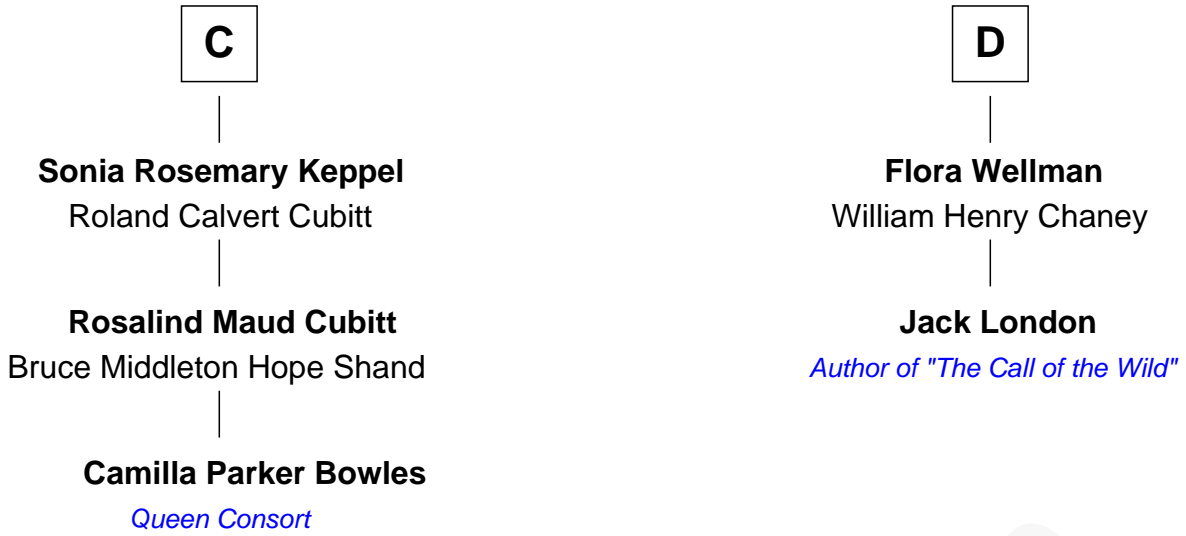 C
Sonia Rosemary Keppel
Roland Calvert Cubitt
Rosalind Maud Cubitt
Bruce Middleton Hope Shand
Camilla Parker Bowles
Queen Consort
D
Flora Wellman
William Henry Chaney
Jack London
Author of "The Call of the Wild"